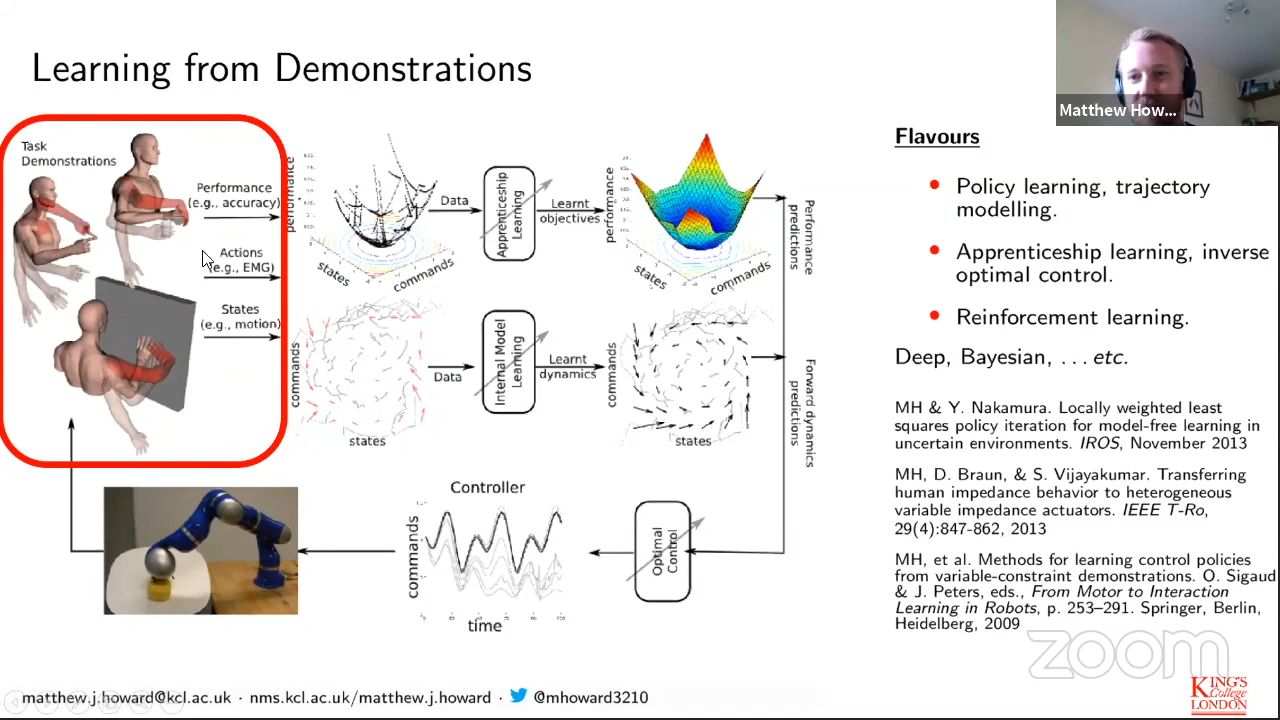 Learning from Demonstrations
Matthew How...
Task
Demonstrations
Performance
(e.g., accuracy)
Actions
(e.g., EMG)
States
(e.g., motion)
performance
states
commands
Data
Apprenticeship
Learning
Learnt
objectives
performance
states
commands
Performance
predictions
commands
states
Data
Internal Model
Learning
Learnt
dynamics
commands
states
Forward dynamics
predictions
Controller
commands
time
Optimal
Control
Flavours
Policy learning, trajectory
modelling.
Apprenticeship learning, inverse
optimal control.
Reinforcement learning.
Deep, Bayesian, . . . etc.
MH & Y. Nakamura. Locally weighted least
squares policy iteration for model-free learning in
uncertain environments. IROS, November 2013
MH, D. Braun, & S. Vijayakumar. Transferring
human impedance behavior to heterogeneous
variable impedance actuators. IEEE T-Ro,
29(4):847-862, 2013
MH, et al. Methods for learning control policies
from variable-constraint demonstrations. O. Sigaud
& J. Peters, eds., From Motor to Interaction
Learning in Robots, p. 253–291. Springer, Berlin,
Heidelberg, 2009
zoom
matthew.j.howard@kcl.ac.uk · nms.kcl.ac.uk/matthew.j.howard · @mhoward3210
KING'S
College
LONDON